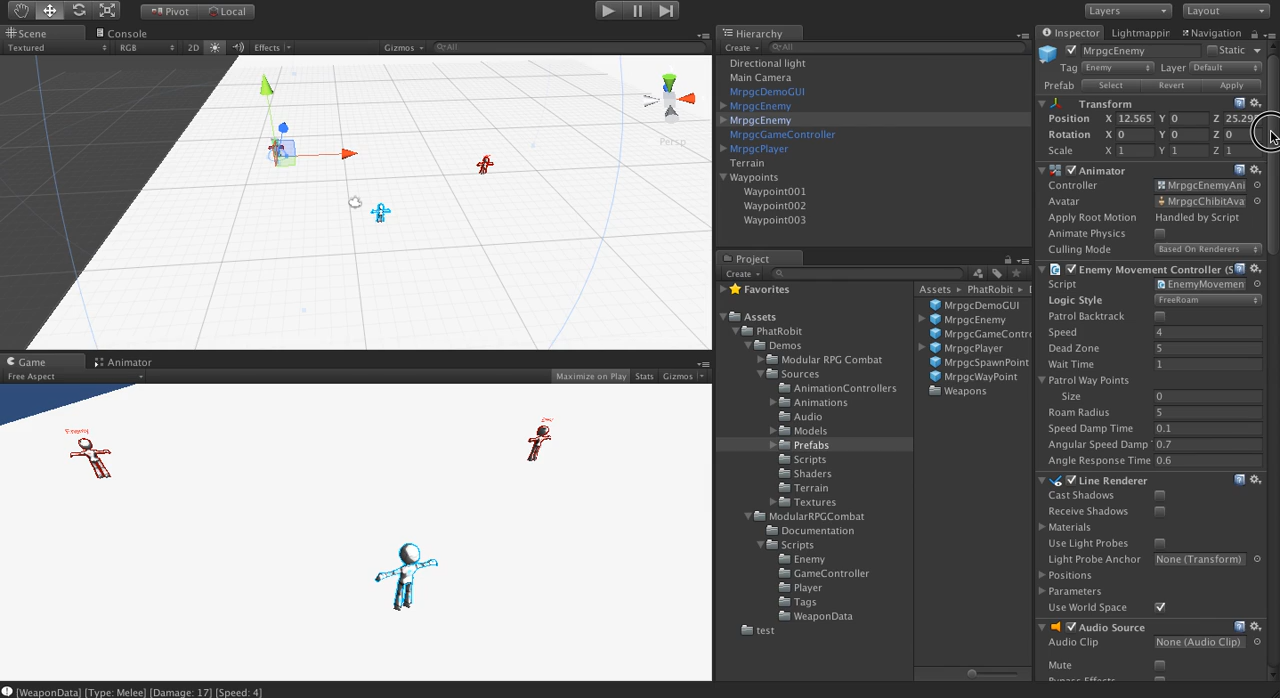 Pivot Local Layers Layout
Scene Console
Textured RGB 2D Effects Gizmos All
Persp
Game Animator
Free Aspect Maximize on Play Stats Gizmos
Enemy
Hierarchy
Create All
Directional light
Main Camera
MrpgcDemoGUI
MrpgcEnemy
MrpgcEnemy
MrpgcGameController
MrpgcPlayer
Terrain
Waypoints
Waypoint001
Waypoint002
Waypoint003
Project
Create
Favorites
Assets
PhatRobit
Demos
Modular RPG Combat
Sources
AnimationControllers
Animations
Audio
Models
Prefabs
Scripts
Shaders
Terrain
Textures
ModularRPGCombat
Documentation
Scripts
Enemy
GameController
Player
Tags
WeaponData
test
Assets PhatRobit
MrpgcDemoGUI
MrpgcEnemy
MrpgcGameContro
MrpgcPlayer
MrpgcSpawnPoint
MrpgcWayPoint
Weapons
Inspector Lightmappin Navigation
MrpgcEnemy Static
Tag Enemy Layer Default
Prefab Select Revert Apply
Transform
Position X 12.565 Y 0 Z 25.29
Rotation X 0 Y 0 Z 0
Scale X 1 Y 1 Z 1
Animator
Controller MrpgcEnemyAni
Avatar MrpgcChibitAva
Apply Root Motion Handled by Script
Animate Physics
Culling Mode Based On Renderers
Enemy Movement Controller (S
Script EnemyMovemen
Logic Style FreeRoam
Patrol Backtrack
Speed 4
Dead Zone 5
Wait Time 1
Patrol Way Points
Size 0
Roam Radius 5
Speed Damp Time 0.1
Angular Speed Damp 0.7
Angle Response Time 0.6
Line Renderer
Cast Shadows
Receive Shadows
Materials
Use Light Probes
Light Probe Anchor None (Transform)
Positions
Parameters
Use World Space
Audio Source
Audio Clip None (Audio Clip)
Mute
Bypass Effects
[WeaponData] [Type: Melee] [Damage: 17] [Speed: 4]